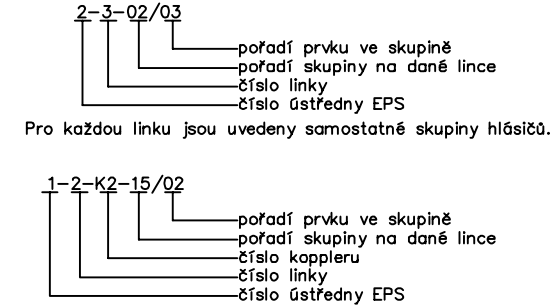 2-3-02/03
pořadí prvku ve skupině
pořadí skupiny na dané lince
číslo linky
číslo ústředny EPS
Pro každou linku jsou uvedeny samostatné skupiny hlásičů.
1-2-K2-15/02
pořadí prvku ve skupině
pořadí skupiny na dané lince
číslo koppleru
číslo linky
číslo ústředny EPS